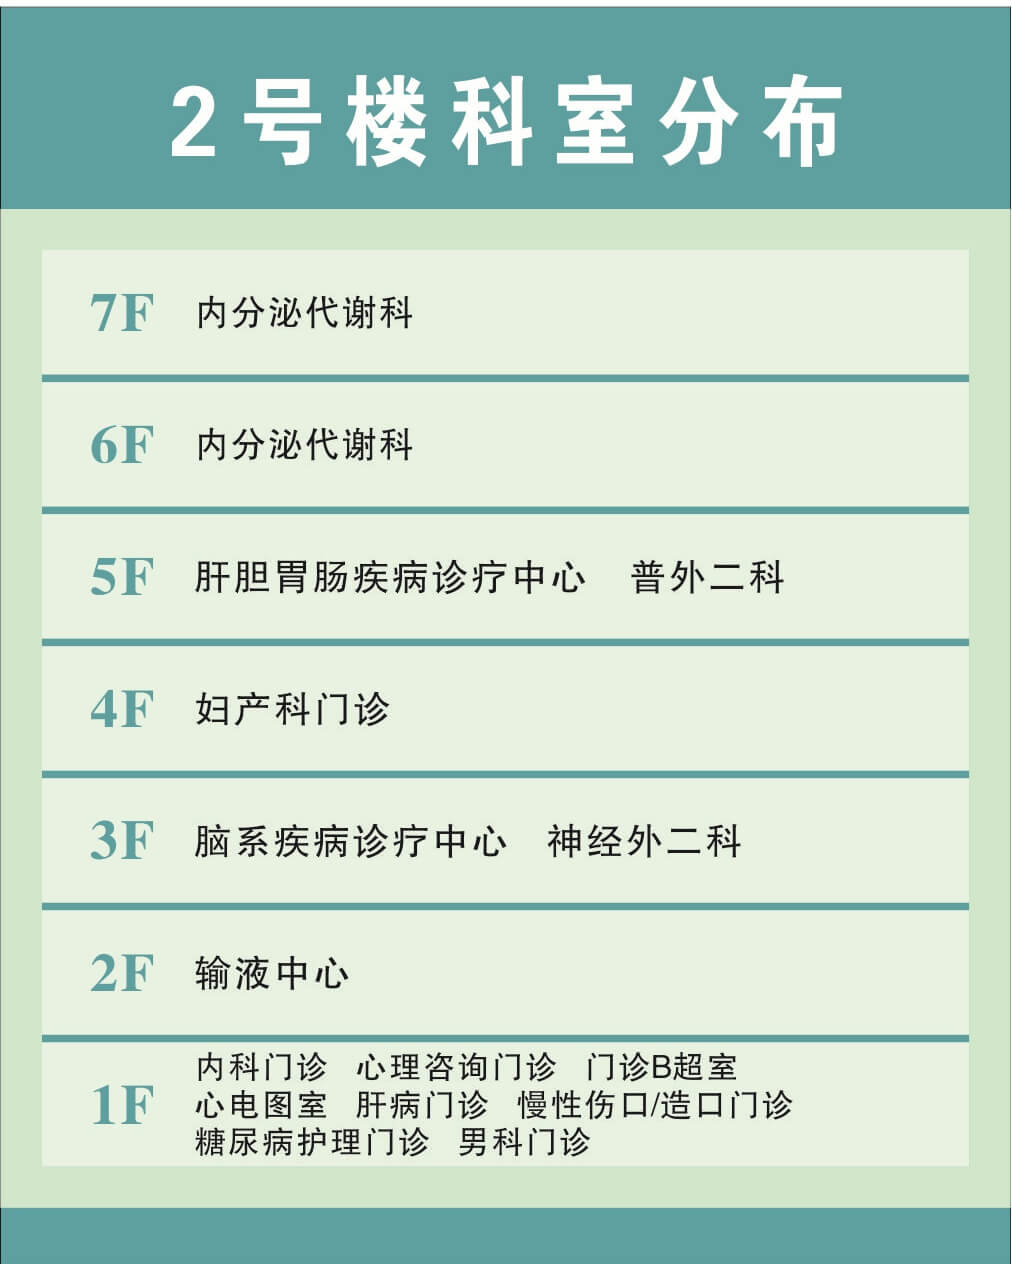 2号楼科室分布
7F 内分泌代谢科
6F 内分泌代谢科
5F 肝胆胃肠疾病诊疗中心 普外二科
4F 妇产科门诊
3F 脑系疾病诊疗中心 神经外二科
2F 输液中心
1F 内科门诊 心理咨询门诊 门诊B超室
心电图室 肝病门诊 慢性伤口/造口门诊
糖尿病护理门诊 男科门诊